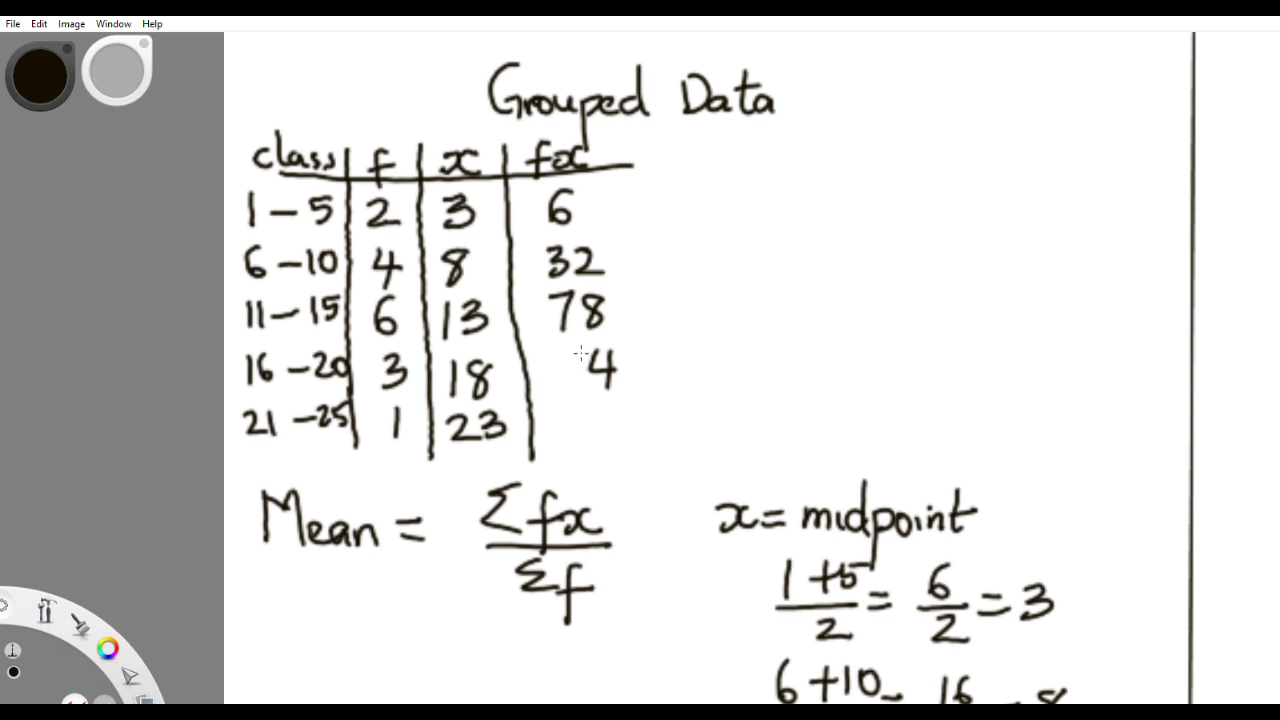 File Edit Image Window Help
Grouped Data
class f x fx
1 – 5 2 3 6
6 – 10 4 8 32
11 – 15 6 13 78
16 – 20 3 18 4
21 – 25 1 23
Mean = Σfx / Σf
x = midpoint
1 + 5 / 2 = 6 / 2 = 3
6 + 10 = 16 = 8